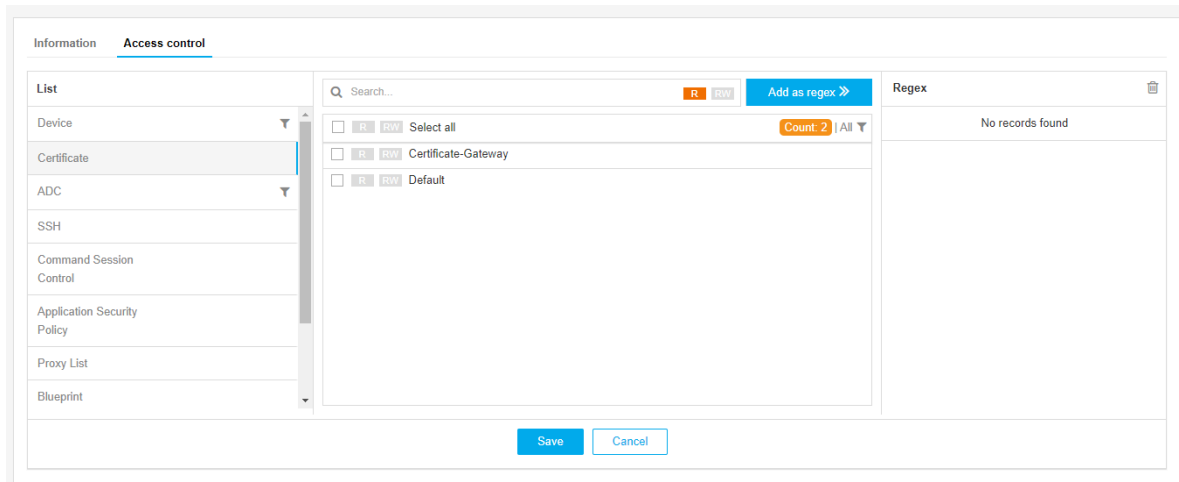 Information Access control
List
Device
Certificate
ADC
SSH
Command Session
Control
Application Security
Policy
Proxy List
Blueprint
Search... R RW Add as regex
R RW Select all Count: 2 | All
R RW Certificate-Gateway
R RW Default
Regex
No records found
Save Cancel